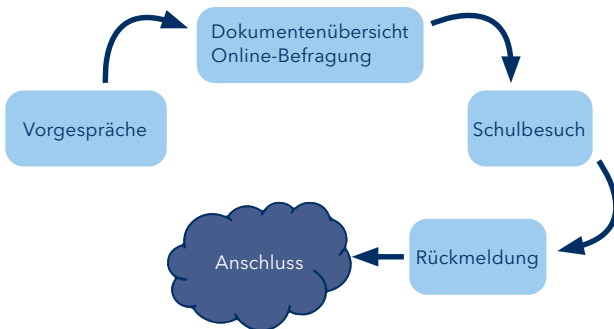 Vorgespräche
Dokumentenübersicht
Online-Befragung
Schulbesuch
Rückmeldung
Anschluss